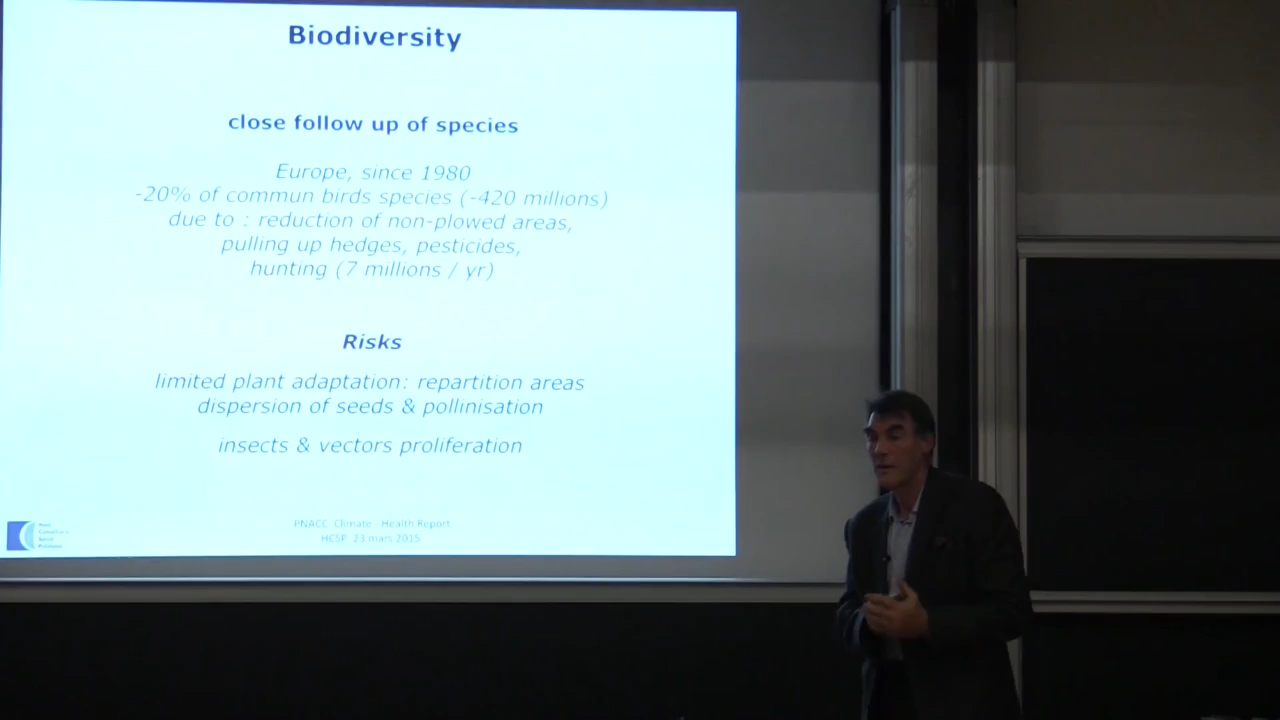 Biodiversity
close follow up of species
Europe, since 1980
-20% of commun birds species (-420 millions)
due to : reduction of non-plowed areas,
pulling up hedges, pesticides,
hunting (7 millions / yr)
Risks
limited plant adaptation: repartition areas
dispersion of seeds & pollinisation
insects & vectors proliferation
PNACC Climate - Health Report
HCSP 23 mars 2015